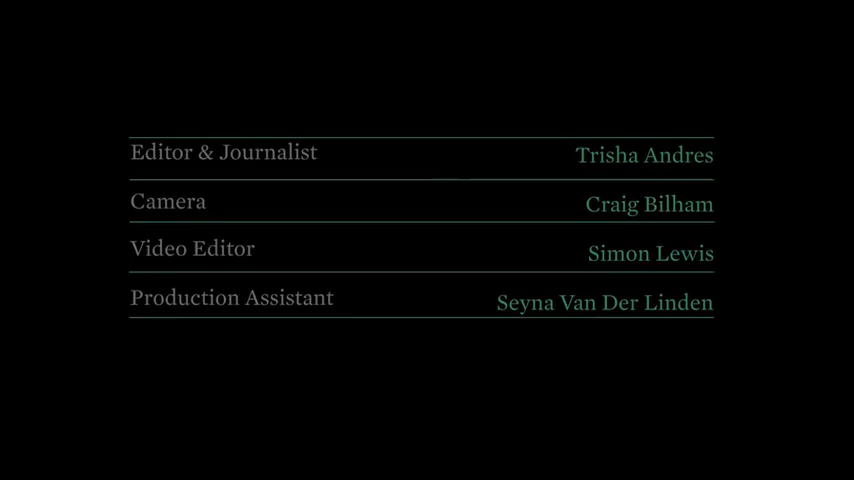 Editor & Journalist Trisha Andres
Camera Craig Bilham
Video Editor Simon Lewis
Production Assistant Seyna Van Der Linden